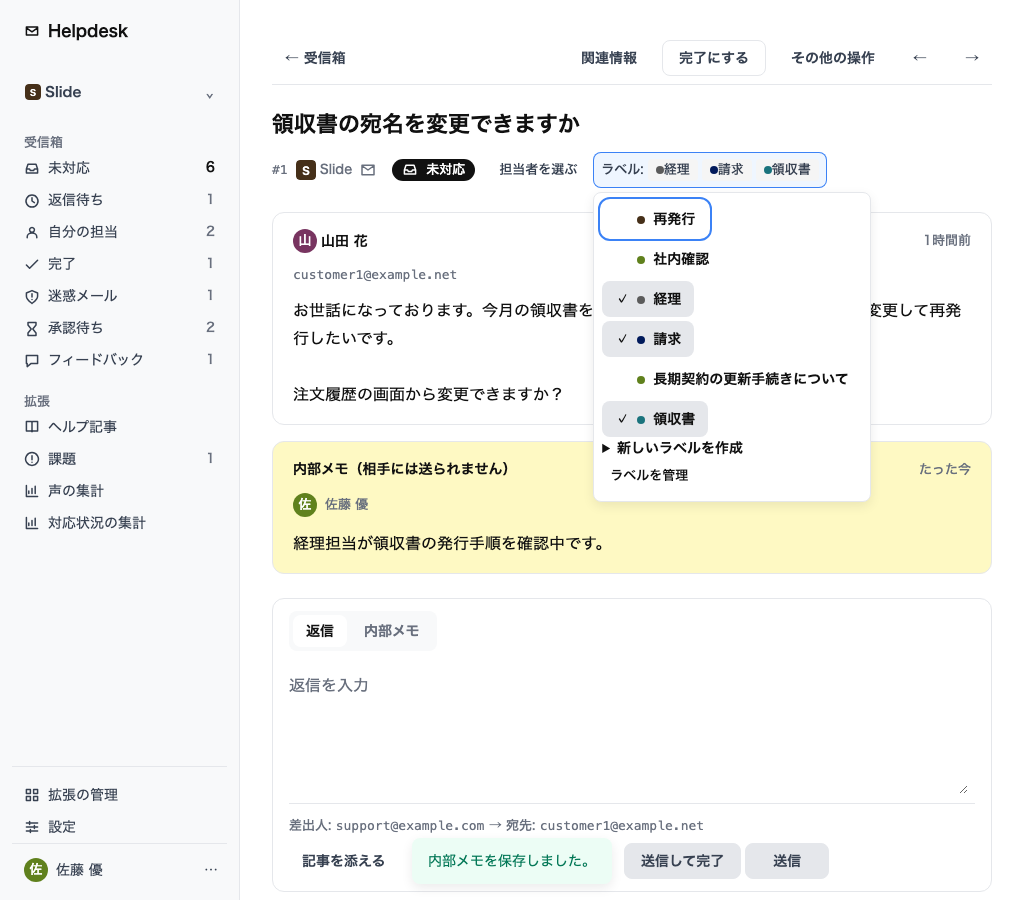 Helpdesk
S Slide
受信箱
未対応 6
返信待ち 1
自分の担当 2
完了 1
迷惑メール 1
承認待ち 2
フィードバック 1
拡張
ヘルプ記事
課題 1
声の集計
対応状況の集計
拡張の管理
設定
佐 佐藤 優 …
← 受信箱 関連情報 完了にする その他の操作 ← →
領収書の宛名を変更できますか
#1 S Slide 未対応 担当者を選ぶ ラベル: 経理 請求 領収書
再発行
社内確認
✓ 経理
✓ 請求
長期契約の更新手続きについて
✓ 領収書
▶ 新しいラベルを作成
ラベルを管理
山 山田 花 1時間前
customer1@example.net
お世話になっております。今月の領収書を 変更して再発
行したいです。
注文履歴の画面から変更できますか？
内部メモ（相手には送られません） たった今
佐 佐藤 優
経理担当が領収書の発行手順を確認中です。
返信 内部メモ
返信を入力
差出人: support@example.com → 宛先: customer1@example.net
記事を添える 内部メモを保存しました。 送信して完了 送信